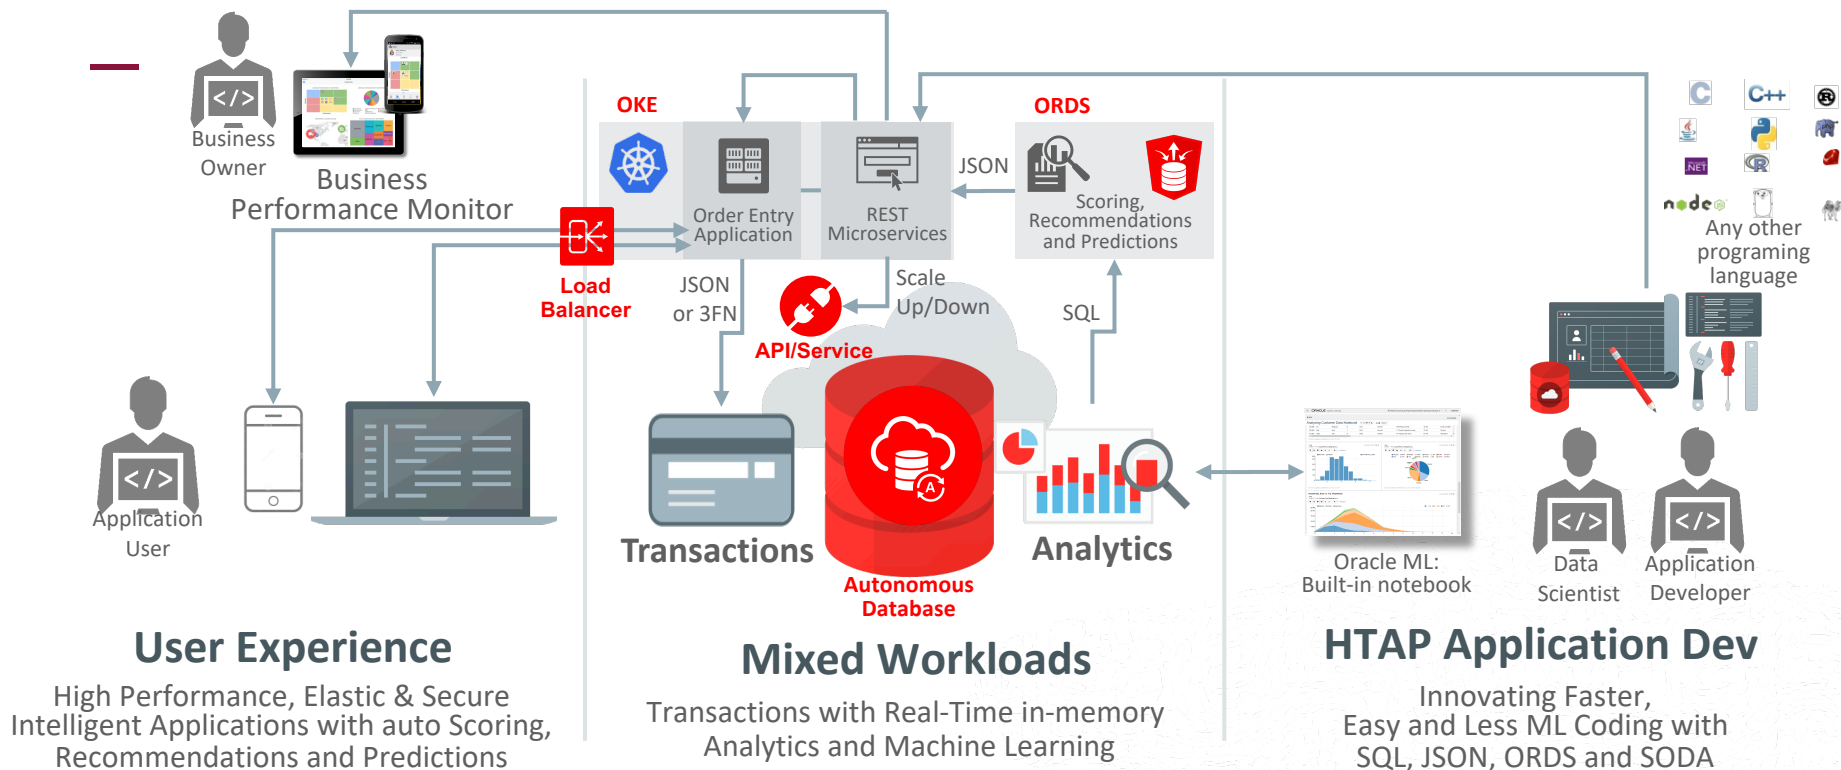 </>
Business
Owner
Business
Performance Monitor
OKE
ORDS
Order Entry
Application
REST
Microservices
JSON
Scoring,
Recommendations
and Predictions
Load
Balancer
JSON
or 3FN
Scale
Up/Down
API/Service
SQL
C
C++
R
php
.NET
R
node
JS
Any other
programing
language
</>
Application
User
Transactions
A
Autonomous
Database
Analytics
ORACLE
Oracle ML:
Built-in notebook
</>
Data
Scientist
</>
Application
Developer
User Experience
High Performance, Elastic & Secure
Intelligent Applications with auto Scoring,
Recommendations and Predictions
Mixed Workloads
Transactions with Real-Time in-memory
Analytics and Machine Learning
HTAP Application Dev
Innovating Faster,
Easy and Less ML Coding with
SQL, JSON, ORDS and SODA